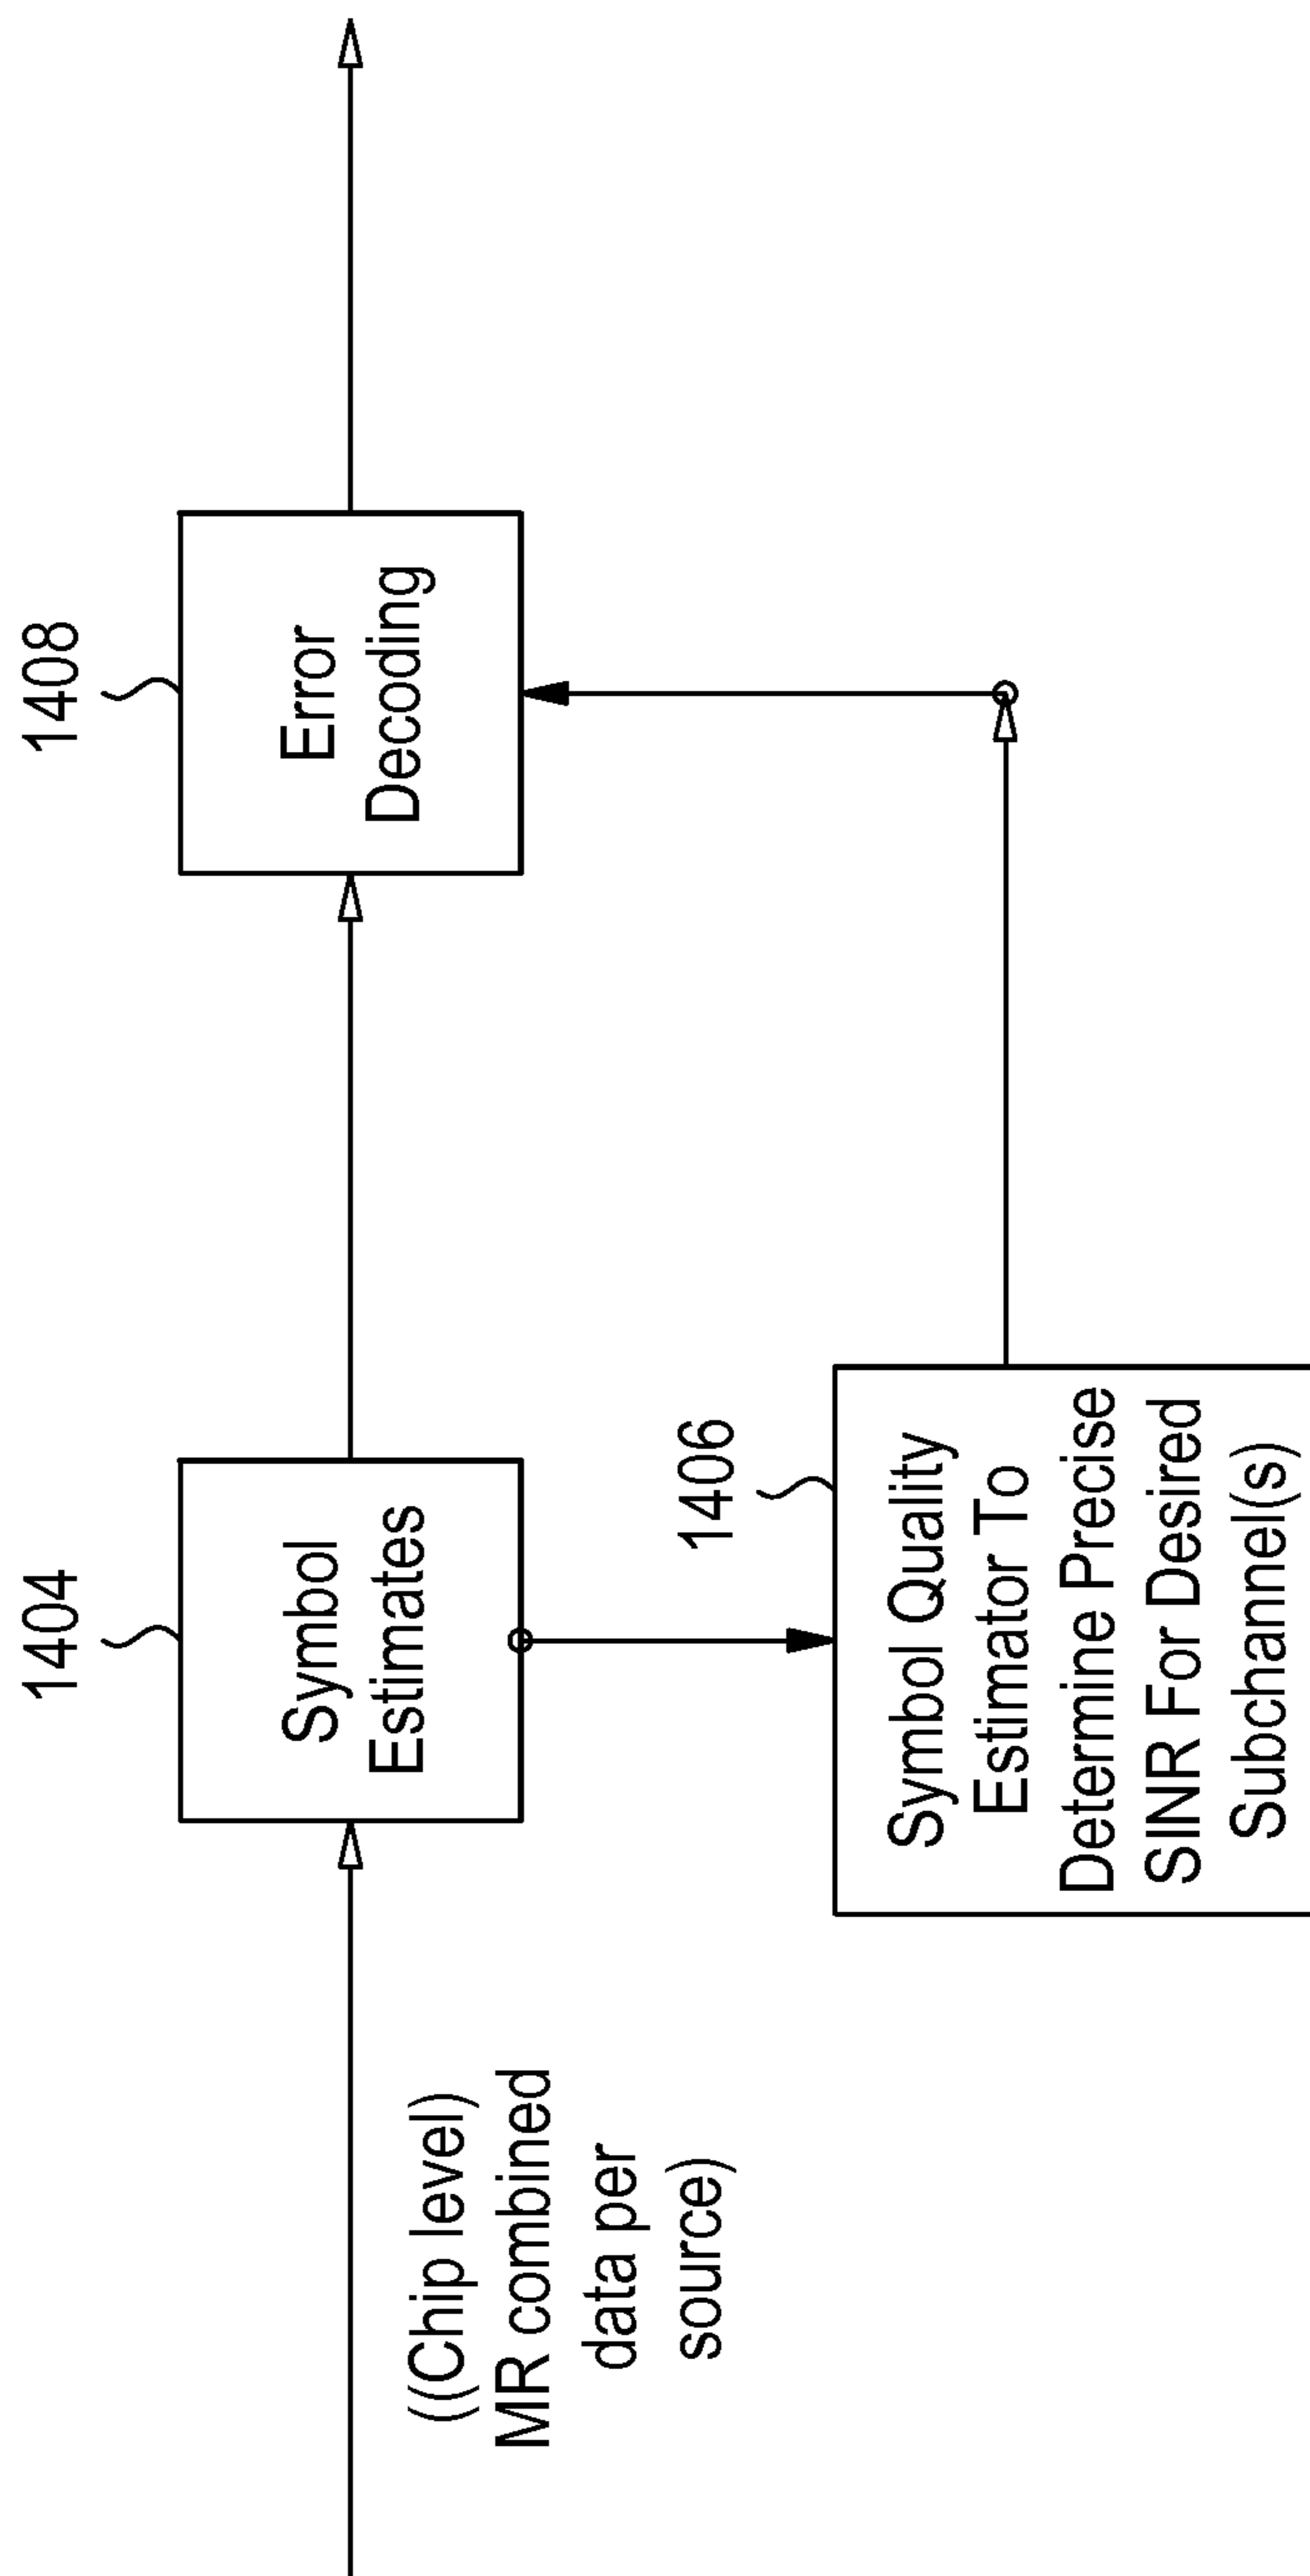 1404
Symbol
Estimates
1408
Error
Decoding
((Chip level)
MR combined
data per
source)
1406
Symbol Quality
Estimator To
Determine Precise
SINR For Desired
Subchannel(s)